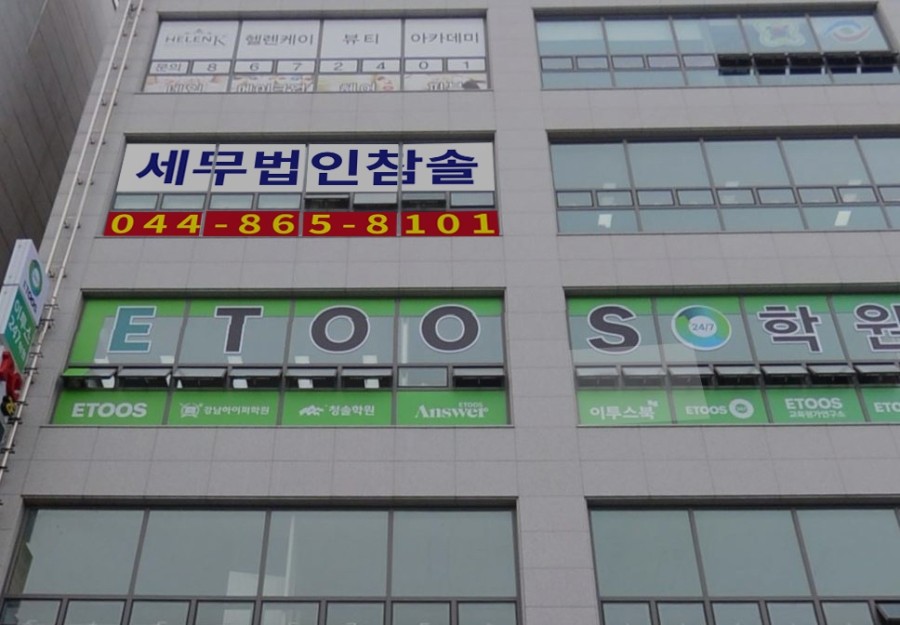 HELENK 헬렌케이 뷰티 아카데미
문의 8 6 7 2 4 0 1
세무법인참솔
044-865-8101
ETOOS 24/7 학원
ETOOS 강남하이퍼학원 청솔학원 ETOOS Answer 이투스북 ETOOS ETOOS 교육평가연구소